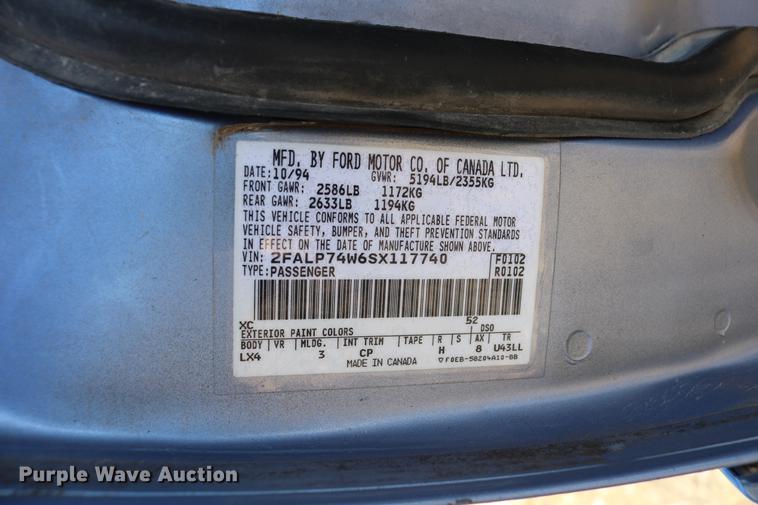 MFD. BY FORD MOTOR CO. OF CANADA LTD.
DATE: 10/94 GVWR: 5194LB/2355KG
FRONT GAWR: 2586LB 1172KG
REAR GAWR: 2633LB 1194KG
THIS VEHICLE CONFORMS TO ALL APPLICABLE FEDERAL MOTOR
VEHICLE SAFETY, BUMPER, AND THEFT PREVENTION STANDARDS
IN EFFECT ON THE DATE OF MANUFACTURE SHOWN ABOVE.
VIN: 2FALP74W6SX117740 F0102
TYPE: PASSENGER R0102
XC 52
EXTERIOR PAINT COLORS DSO
BODY VR MLDG. INT TRIM TAPE R S AX TR
LX4 3 CP H 8 U43LL
MADE IN CANADA ▽F0EB-58204A10-BB
Purple Wave Auction